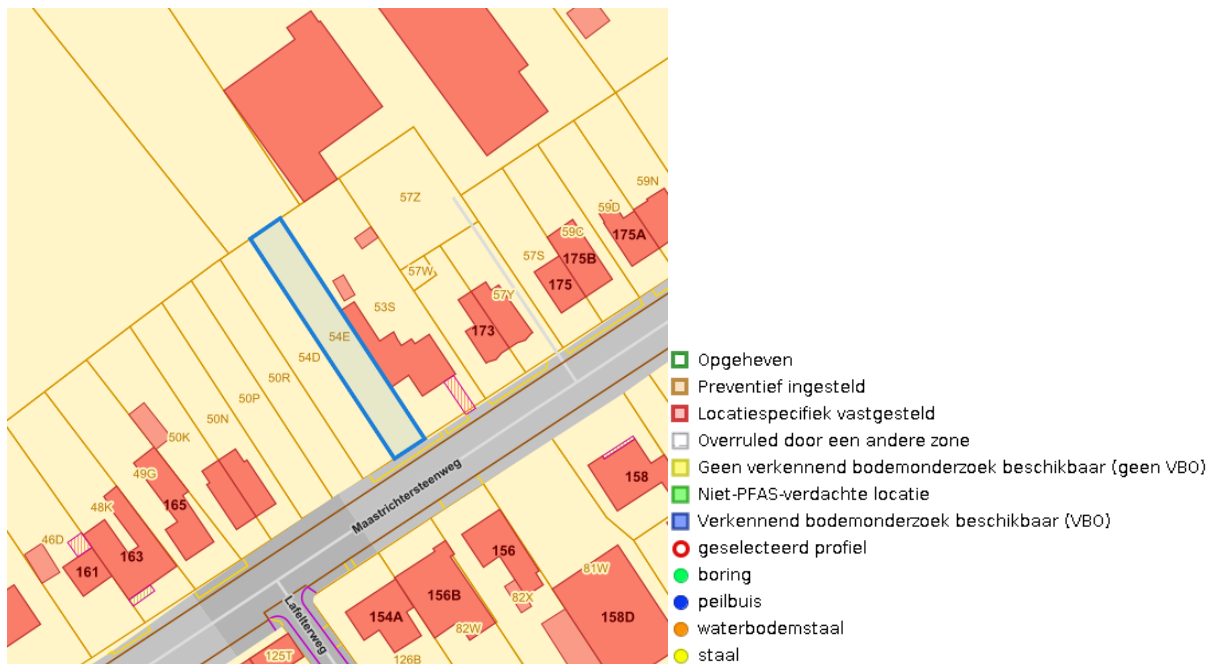 59N
57Z
59D
175A
59C
175B
57S
175
57W
57Y
53S
173
54E
54D
50R
50P
50N
50K
49G
165
48K
46D
163
161
Maastrichtersteenweg
158
156
81W
156B
82X
Lafelterweg
154A
158D
82W
125T
126B
Opgeheven
Preventief ingesteld
Locatiespecifiek vastgesteld
Overruled door een andere zone
Geen verkennend bodemonderzoek beschikbaar (geen VBO)
Niet-PFAS-verdachte locatie
Verkennend bodemonderzoek beschikbaar (VBO)
geselecteerd profiel
boring
peilbuis
waterbodemstaal
staal